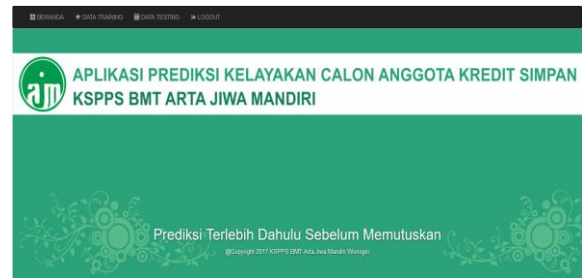 BERANDA DATA TRAINING DATA TESTING LOGOUT
ajm
APLIKASI PREDIKSI KELAYAKAN CALON ANGGOTA KREDIT SIMPAN
KSPPS BMT ARTA JIWA MANDIRI
Prediksi Terlebih Dahulu Sebelum Memutuskan
@Copyright 2017 KSPPS BMT Arta Jiwa Mandiri Wonogiri